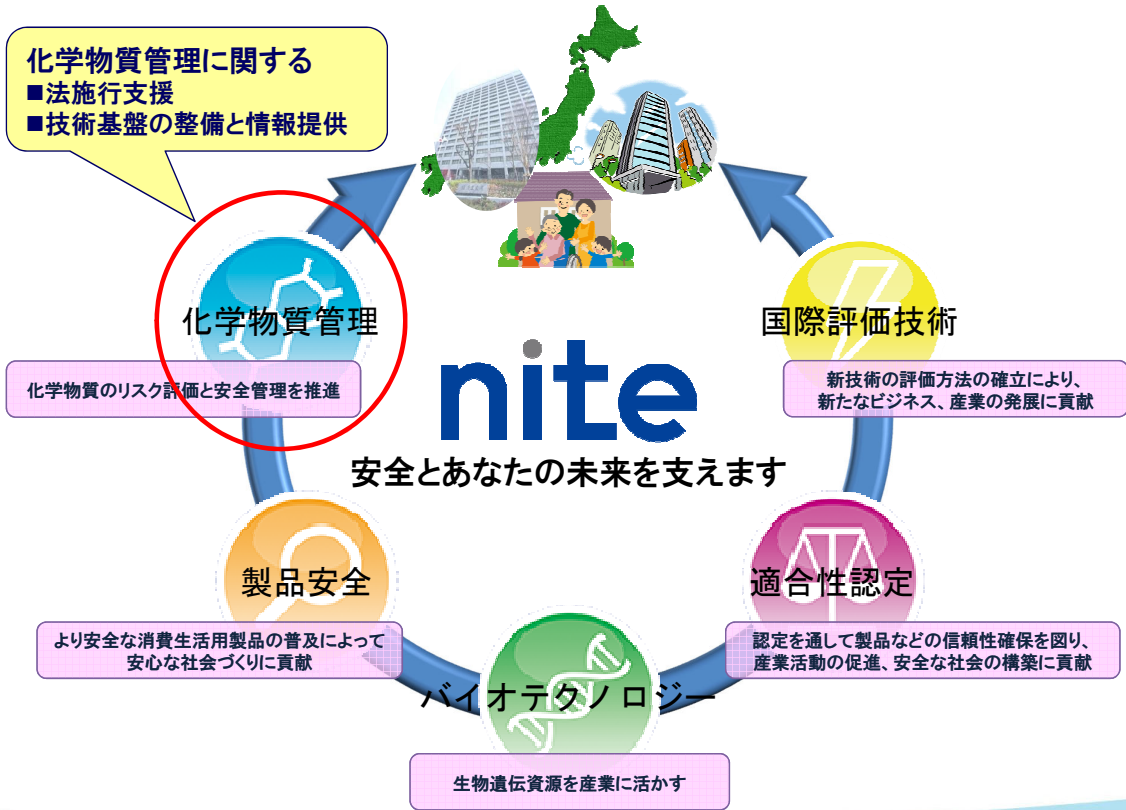 化学物質管理に関する
■法施行支援
■技術基盤の整備と情報提供
化学物質管理
化学物質のリスク評価と安全管理を推進
国際評価技術
新技術の評価方法の確立により、
新たなビジネス、産業の発展に貢献
nite
安全とあなたの未来を支えます
製品安全
より安全な消費生活用製品の普及によって
安心な社会づくりに貢献
適合性認定
認定を通して製品などの信頼性確保を図り、
産業活動の促進、安全な社会の構築に貢献
バイオテクノロジー
生物遺伝資源を産業に活かす